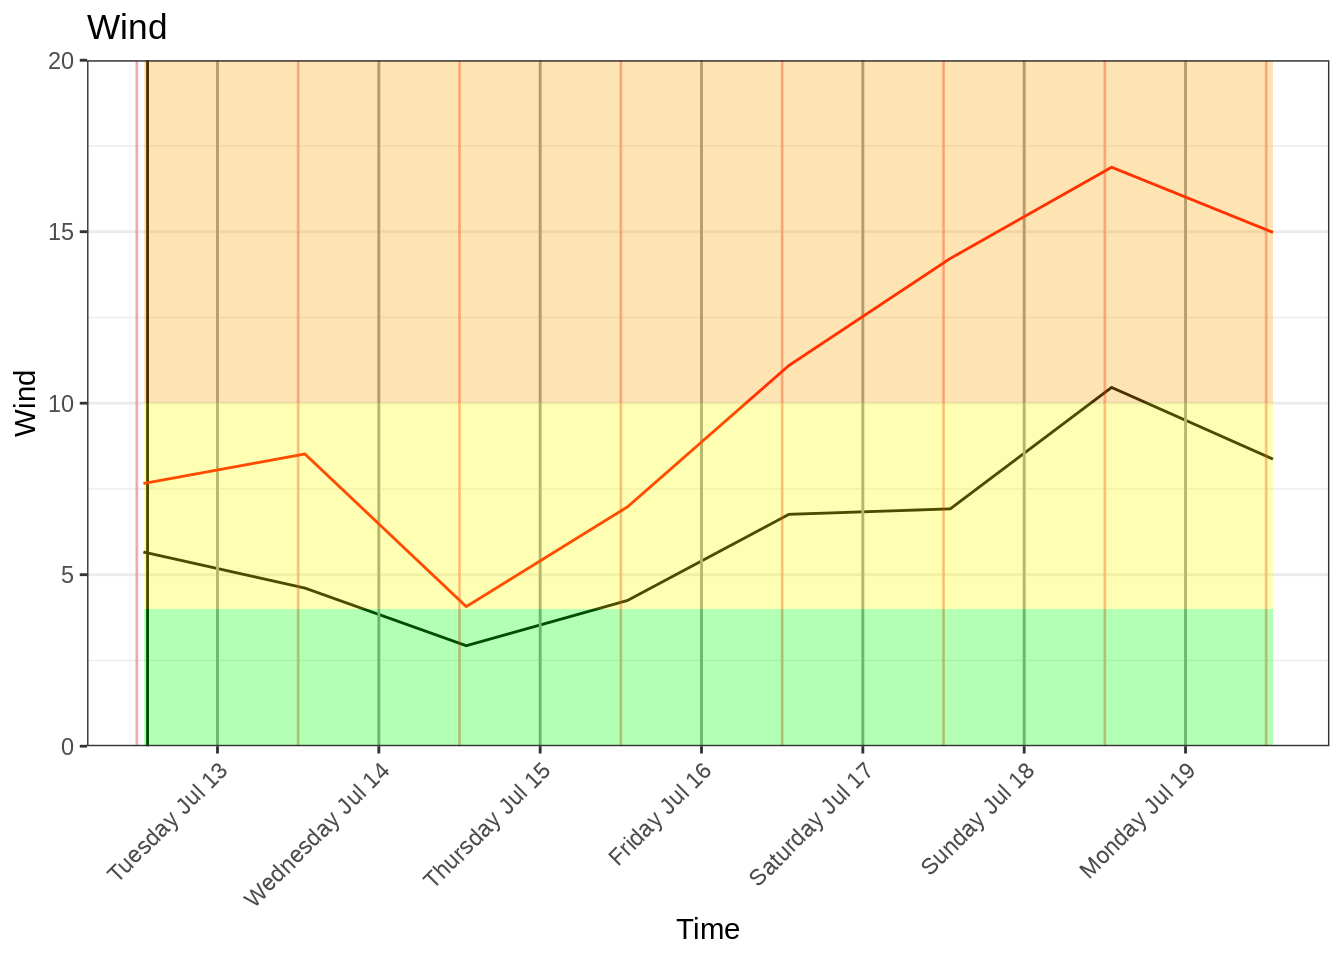 Wind
20
15
10
5
0
Wind
Tuesday Jul 13
Wednesday Jul 14
Thursday Jul 15
Friday Jul 16
Saturday Jul 17
Sunday Jul 18
Monday Jul 19
Time